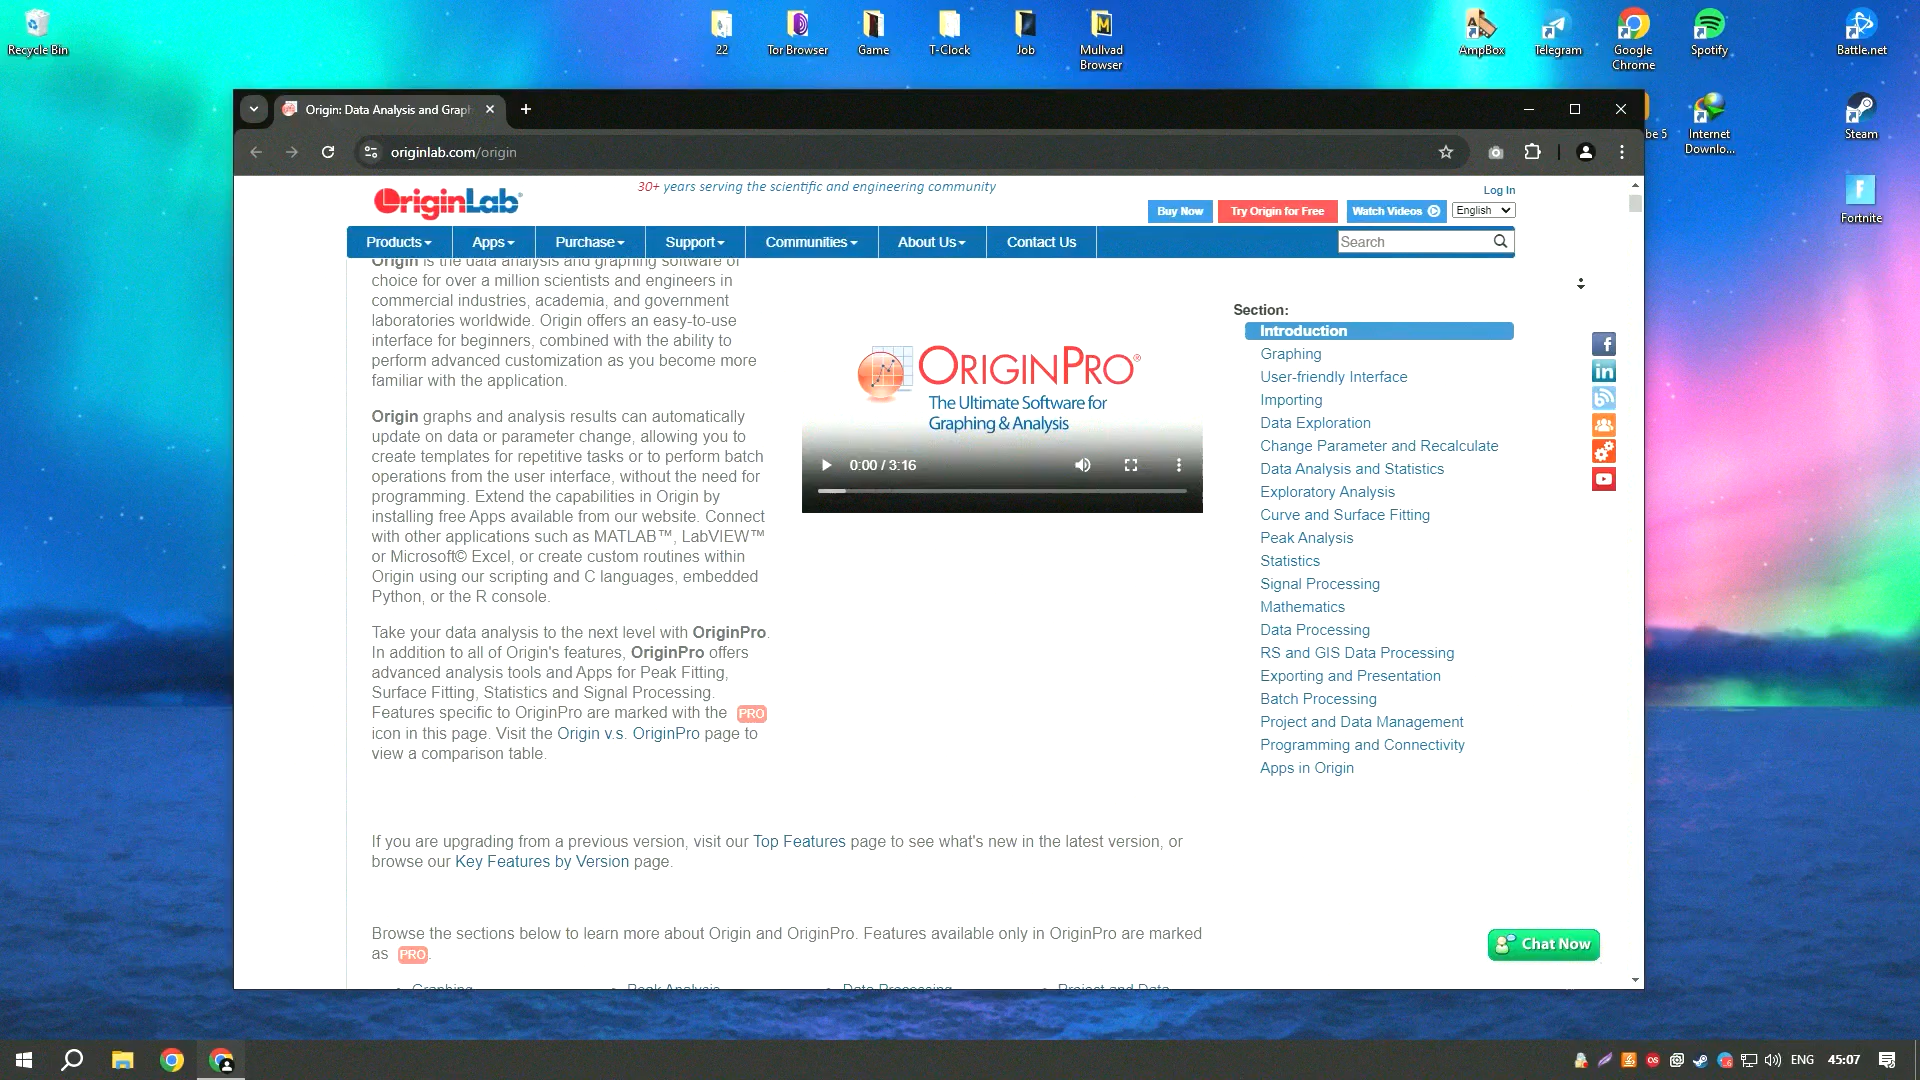 Recycle Bin
22
Tor Browser
Game
T-Clock
Job
Mullvad
Browser
AmpBox
Telegram
Google
Chrome
Spotify
Battle.net
be 5
Internet
Downlo...
Steam
Fortnite
Origin: Data Analysis and Graph
originlab.com/origin
OriginLab
30+ years serving the scientific and engineering community
Log In
Buy Now
Try Origin for Free
Watch Videos
English
Products
Apps
Purchase
Support
Communities
About Us
Contact Us
Search
Origin is the data analysis and graphing software of
choice for over a million scientists and engineers in
commercial industries, academia, and government
laboratories worldwide. Origin offers an easy-to-use
interface for beginners, combined with the ability to
perform advanced customization as you become more
familiar with the application.
Origin graphs and analysis results can automatically
update on data or parameter change, allowing you to
create templates for repetitive tasks or to perform batch
operations from the user interface, without the need for
programming. Extend the capabilities in Origin by
installing free Apps available from our website. Connect
with other applications such as MATLAB™, LabVIEW™
or Microsoft© Excel, or create custom routines within
Origin using our scripting and C languages, embedded
Python, or the R console.
Take your data analysis to the next level with OriginPro.
In addition to all of Origin's features, OriginPro offers
advanced analysis tools and Apps for Peak Fitting,
Surface Fitting, Statistics and Signal Processing.
Features specific to OriginPro are marked with the PRO
icon in this page. Visit the Origin v.s. OriginPro page to
view a comparison table.
ORIGINPRO®
The Ultimate Software for
Graphing & Analysis
0:00 / 3:16
Section:
Introduction
Graphing
User-friendly Interface
Importing
Data Exploration
Change Parameter and Recalculate
Data Analysis and Statistics
Exploratory Analysis
Curve and Surface Fitting
Peak Analysis
Statistics
Signal Processing
Mathematics
Data Processing
RS and GIS Data Processing
Exporting and Presentation
Batch Processing
Project and Data Management
Programming and Connectivity
Apps in Origin
If you are upgrading from a previous version, visit our Top Features page to see what's new in the latest version, or
browse our Key Features by Version page.
Browse the sections below to learn more about Origin and OriginPro. Features available only in OriginPro are marked
as PRO.
Graphing
Peak Analysis
Data Processing
Project and Data
Chat Now
ENG
45:07